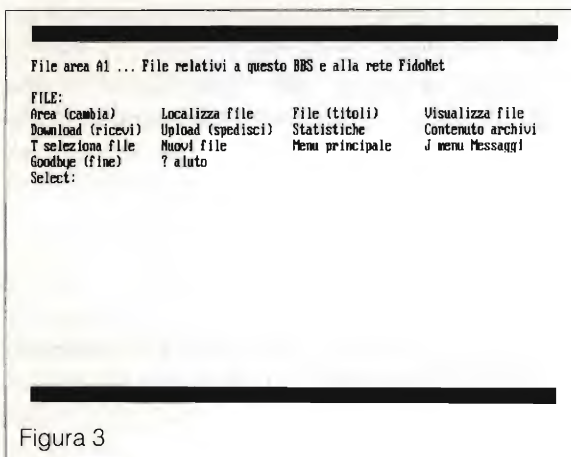 File area A1 ... File relativi a questo BBS e alla rete FidoNet
FILE:
Area (cambia) Localizza file File (titoli) Visualizza file
Download (ricevi) Upload (spedisci) Statistiche Contenuto archivi
T seleziona file Nuovi file Menu principale J menu Messaggi
Goodbye (fine) ? aiuto
Select:
Figura 3